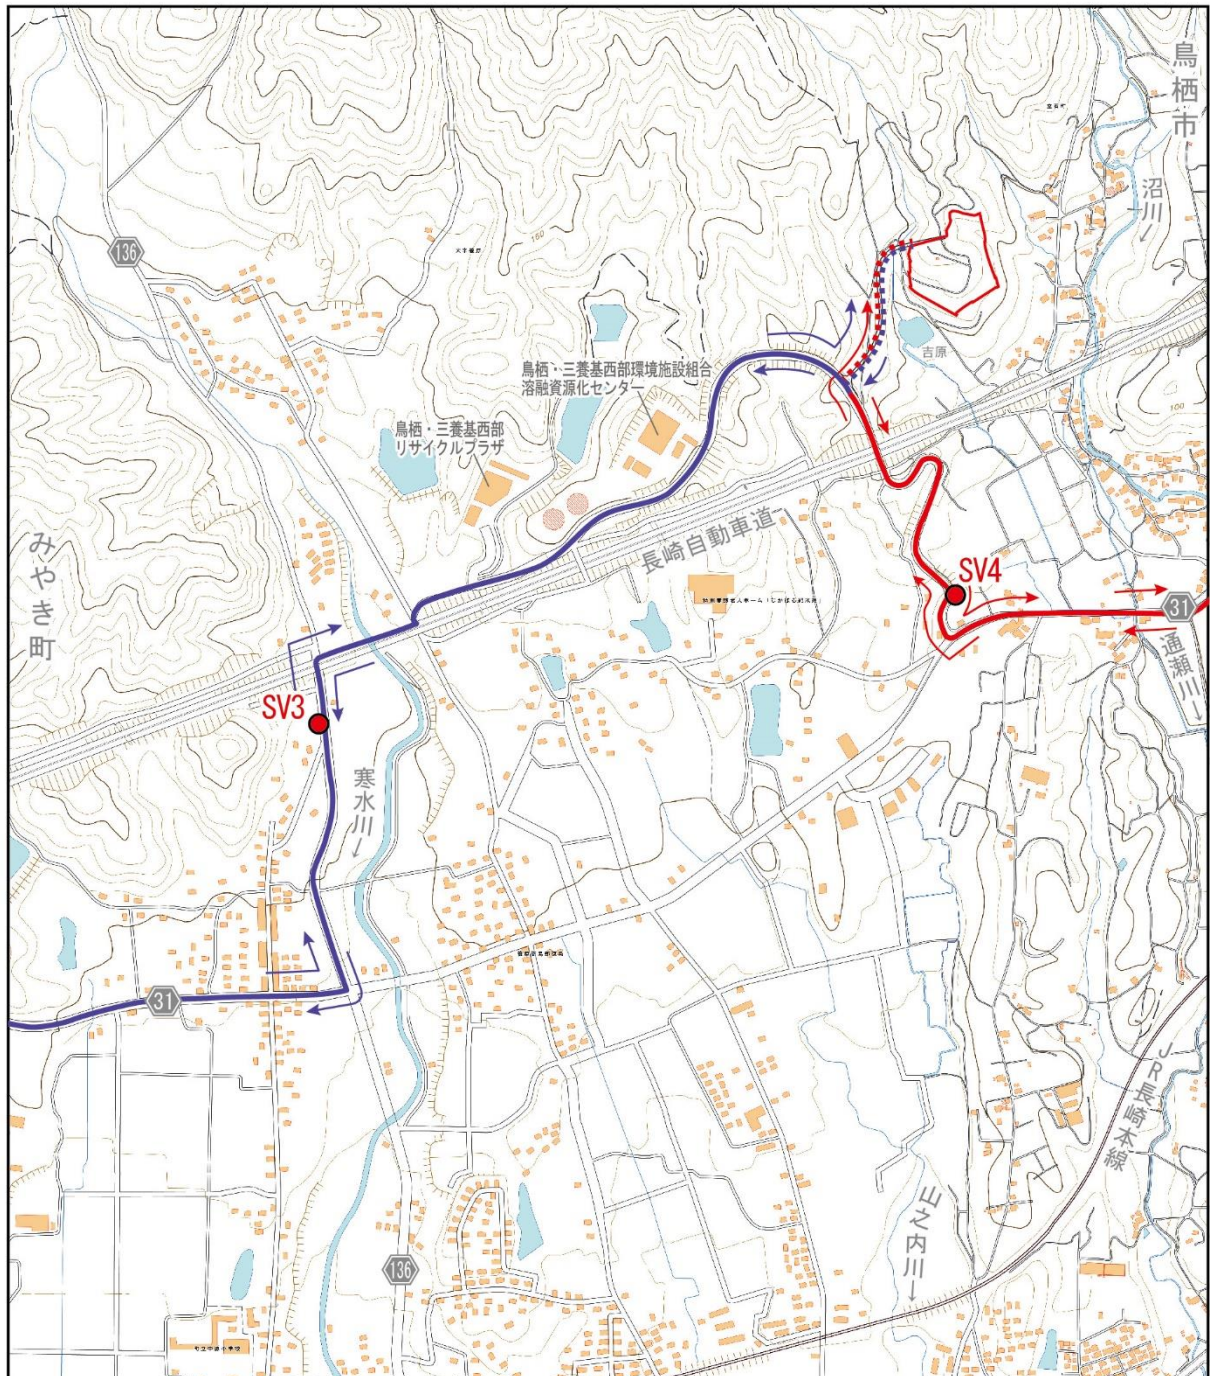 鳥栖市
沼川
136
160
吉原
鳥栖・三養基西部環境施設組合
溶融資源化センター
鳥栖・三養基西部
リサイクルプラザ
100
みやき町
長崎自動車道
SV4
31
通瀬川
SV3
寒水川
31
JR長崎本線
山之内川
136